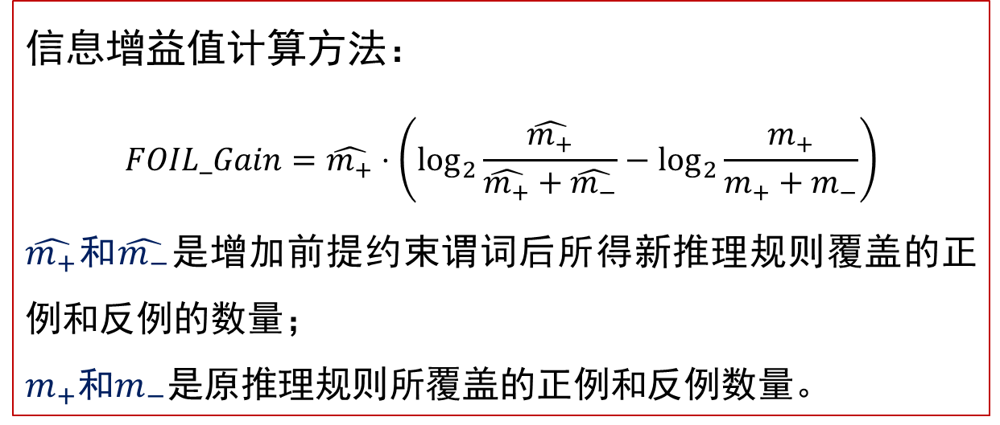 信息增益值计算方法：
$FOIL\_Gain = \widehat{m_+} \cdot \left( \log_2 \frac{\widehat{m_+}}{\widehat{m_+} + \widehat{m_-}} - \log_2 \frac{m_+}{m_+ + m_-} \right)$
$\widehat{m_+}$和$\widehat{m_-}$是增加前提约束谓词后所得新推理规则覆盖的正
例和反例的数量；
$m_+$和$m_-$是原推理规则所覆盖的正例和反例数量。